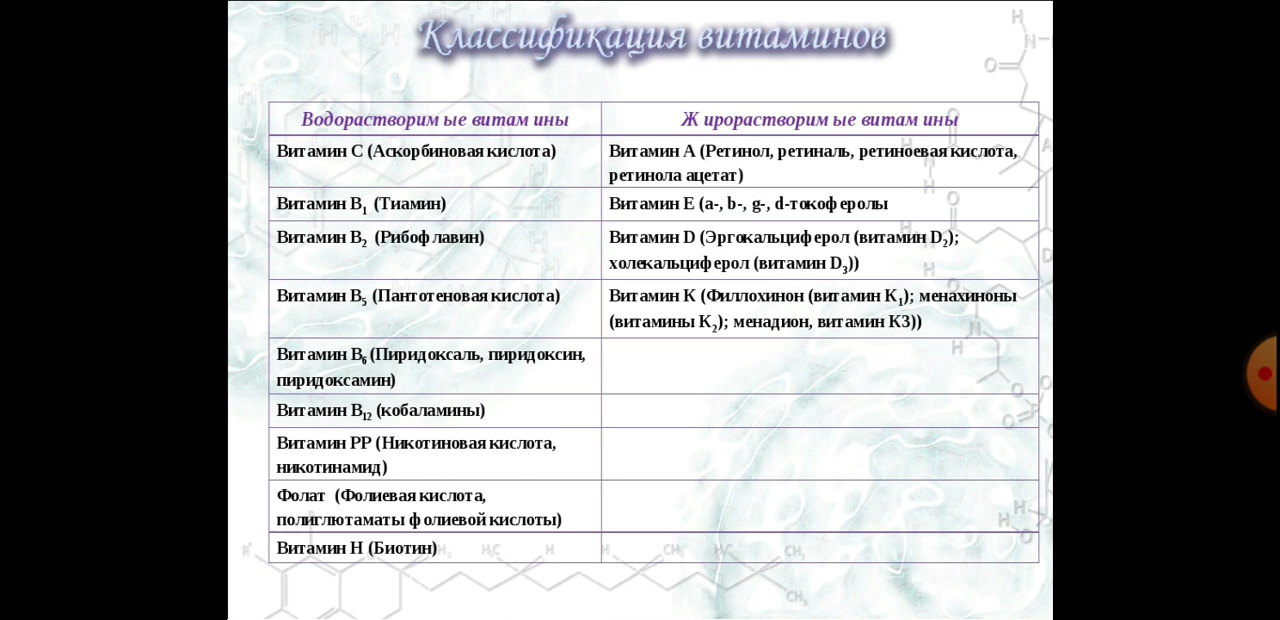 Классификация витаминов
Водорастворимые витамины
Жирорастворимые витамины
Витамин С (Аскорбиновая кислота)
Витамин А (Ретинол, ретиналь, ретиноевая кислота,
ретинола ацетат)
Витамин В1 (Тиамин)
Витамин Е (a-, b-, g-, d-токоферолы
Витамин В2 (Рибофлавин)
Витамин D (Эргокальциферол (витамин D2);
холекальциферол (витамин D3))
Витамин В5 (Пантотеновая кислота)
Витамин К (Филлохинон (витамин К1); менахиноны
(витамины К2); менадион, витамин К3))
Витамин В6 (Пиридоксаль, пиридоксин,
пиридоксамин)
Витамин В12 (кобаламины)
Витамин РР (Никотиновая кислота,
никотинамид)
Фолат (Фолиевая кислота,
полиглютаматы фолиевой кислоты)
Витамин Н (Биотин)